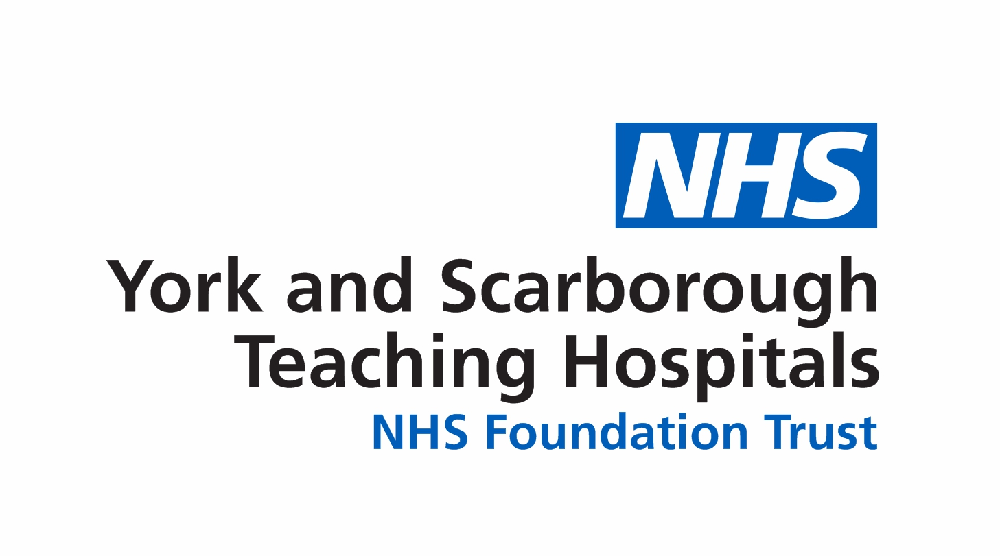 NHS
York and Scarborough
Teaching Hospitals
NHS Foundation Trust